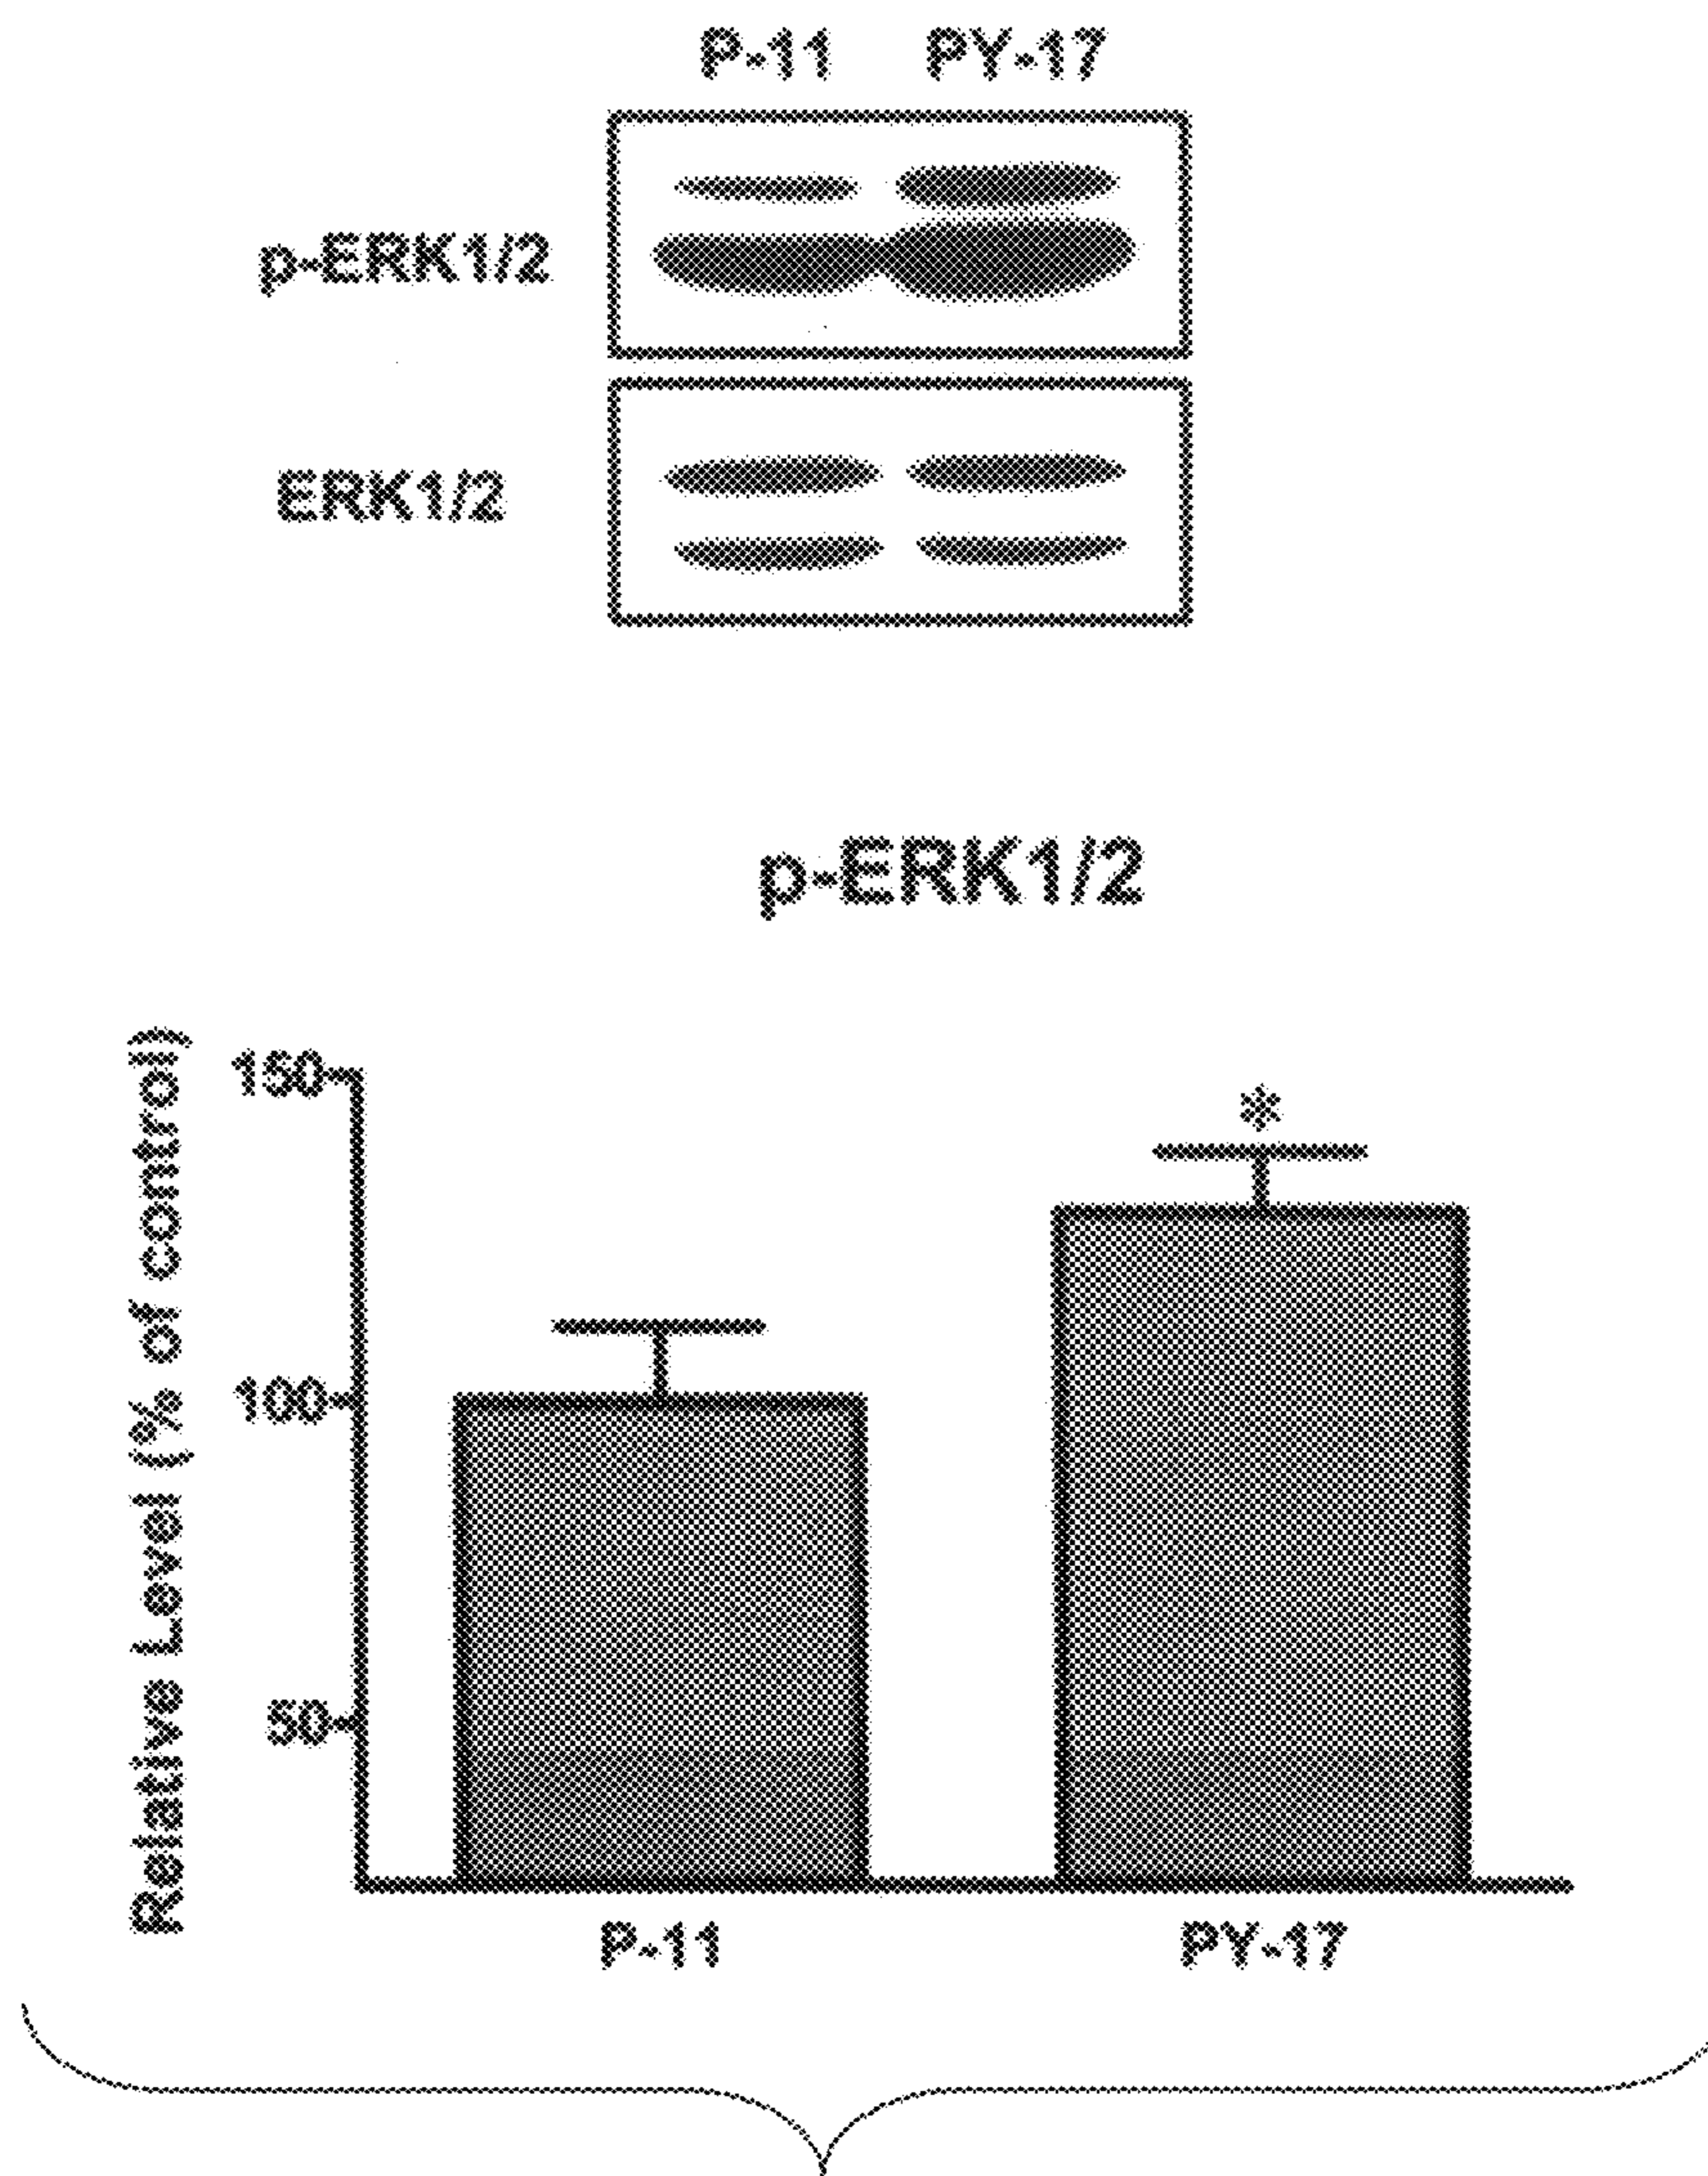 P-11 PY-17
p-ERK1/2
ERK1/2
p-ERK1/2
Relative Level (% of control)
150
*
100
50
P-11 PY-17